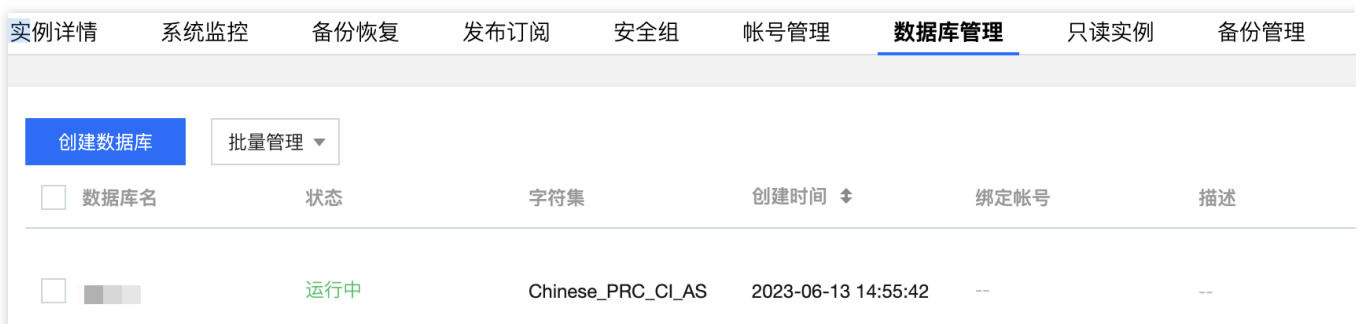 实例详情 系统监控 备份恢复 发布订阅 安全组 帐号管理 数据库管理 只读实例 备份管理
创建数据库 批量管理
数据库名 状态 字符集 创建时间 绑定帐号 描述
运行中 Chinese_PRC_CI_AS 2023-06-13 14:55:42 -- --